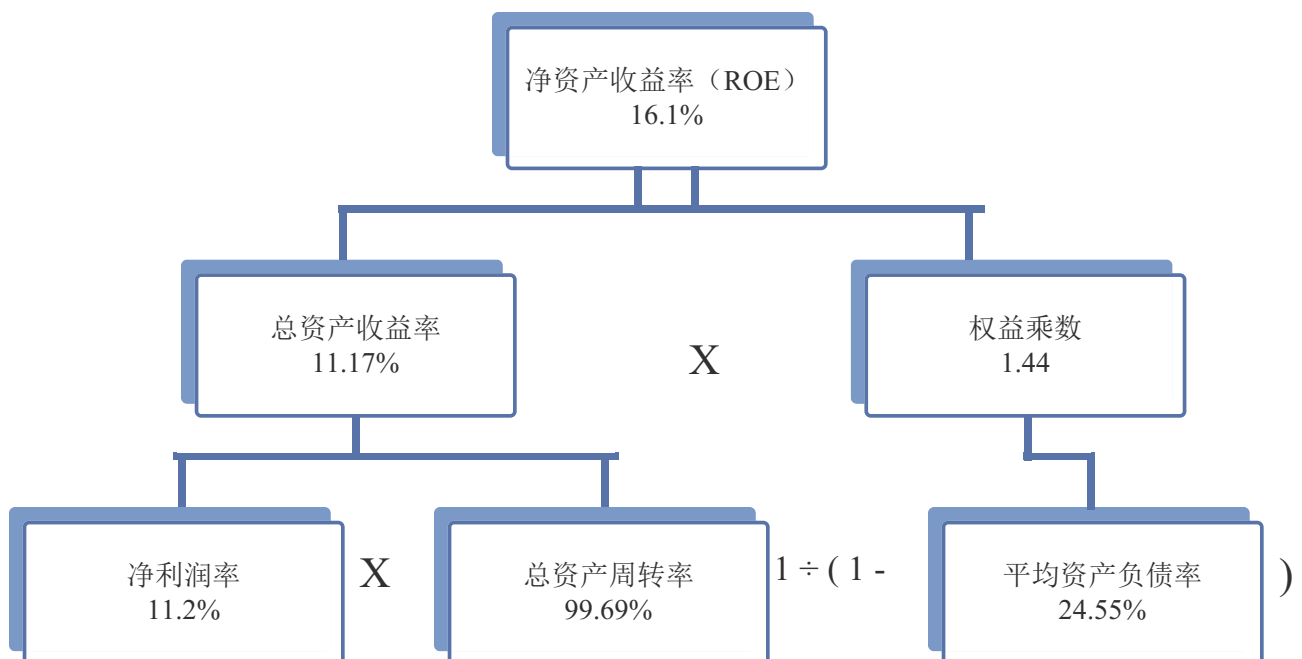 净资产收益率（ROE）
16.1%
总资产收益率
11.17%
X
权益乘数
1.44
净利润率
11.2%
X
总资产周转率
99.69%
1 ÷ ( 1 -
平均资产负债率
24.55%
)